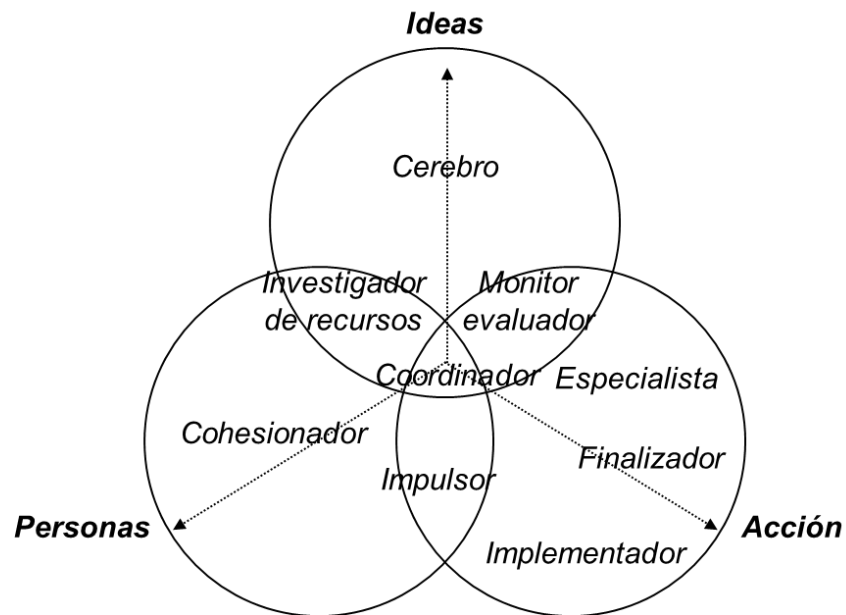 Ideas
Cerebro
Investigador
de recursos
Monitor
evaluador
Coordinador
Especialista
Cohesionador
Finalizador
Impulsor
Personas
Acción
Implementador